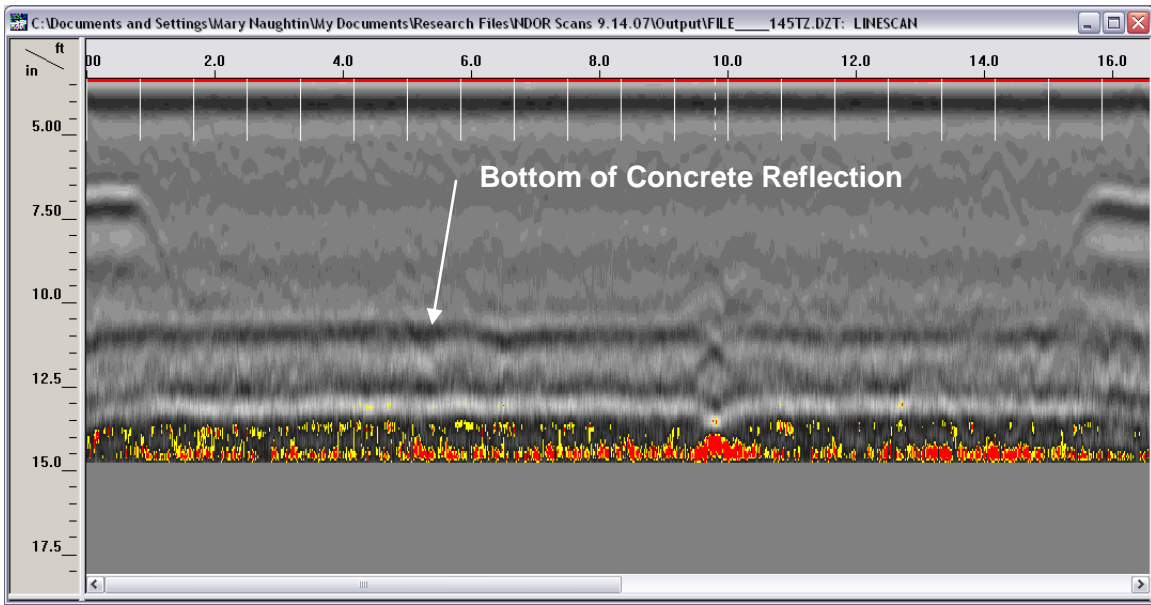 C:\Documents and Settings\Mary Naughtin\My Documents\Research Files\NDOR Scans 9.14.07\Output\FILE____145TZ.DZT: LINESCAN
ft
in
00 2.0 4.0 6.0 8.0 10.0 12.0 14.0 16.0
5.00
Bottom of Concrete Reflection
7.50
10.0
12.5
15.0
17.5